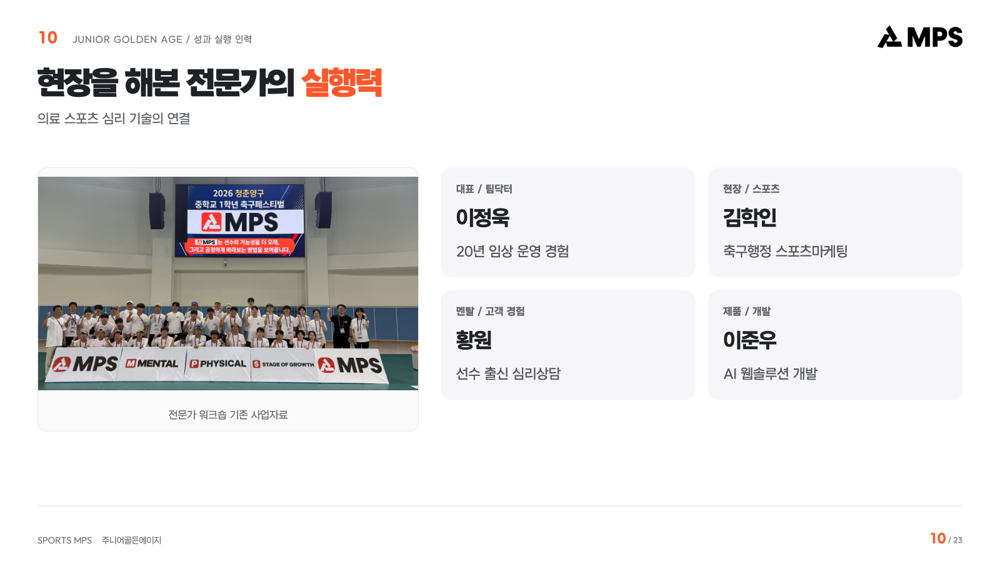 10 JUNIOR GOLDEN AGE / 성과 실행 인력
MPS
현장을 해본 전문가의 실행력
의료 스포츠 심리 기술의 연결
2026 청춘양구
중학교 1학년 축구페스티벌
MPS
MPS는 선수의 가능성을 더 오래,
그리고 공정하게 바라보는 방법을 보여줍니다.
MPS
M MENTAL
P PHYSICAL
S STAGE OF GROWTH
MPS
전문가 워크숍 기존 사업자료
대표 / 팀닥터
이정욱
20년 임상 운영 경험
현장 / 스포츠
김학인
축구행정 스포츠마케팅
멘탈 / 고객 경험
황원
선수 출신 심리상담
제품 / 개발
이준우
AI 웹솔루션 개발
SPORTS MPS 주니어골든에이지
10 / 23